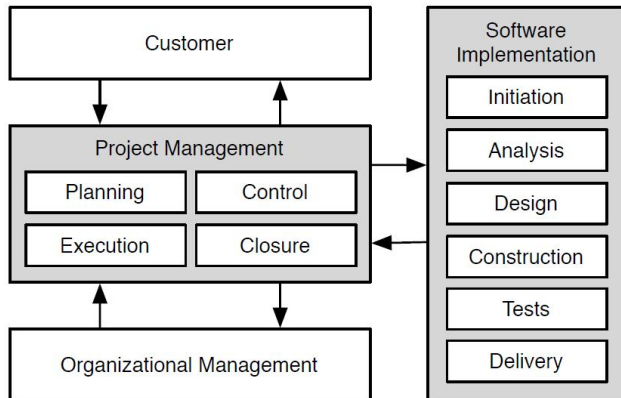 Customer
Project Management
Planning
Control
Execution
Closure
Organizational Management
Software
Implementation
Initiation
Analysis
Design
Construction
Tests
Delivery